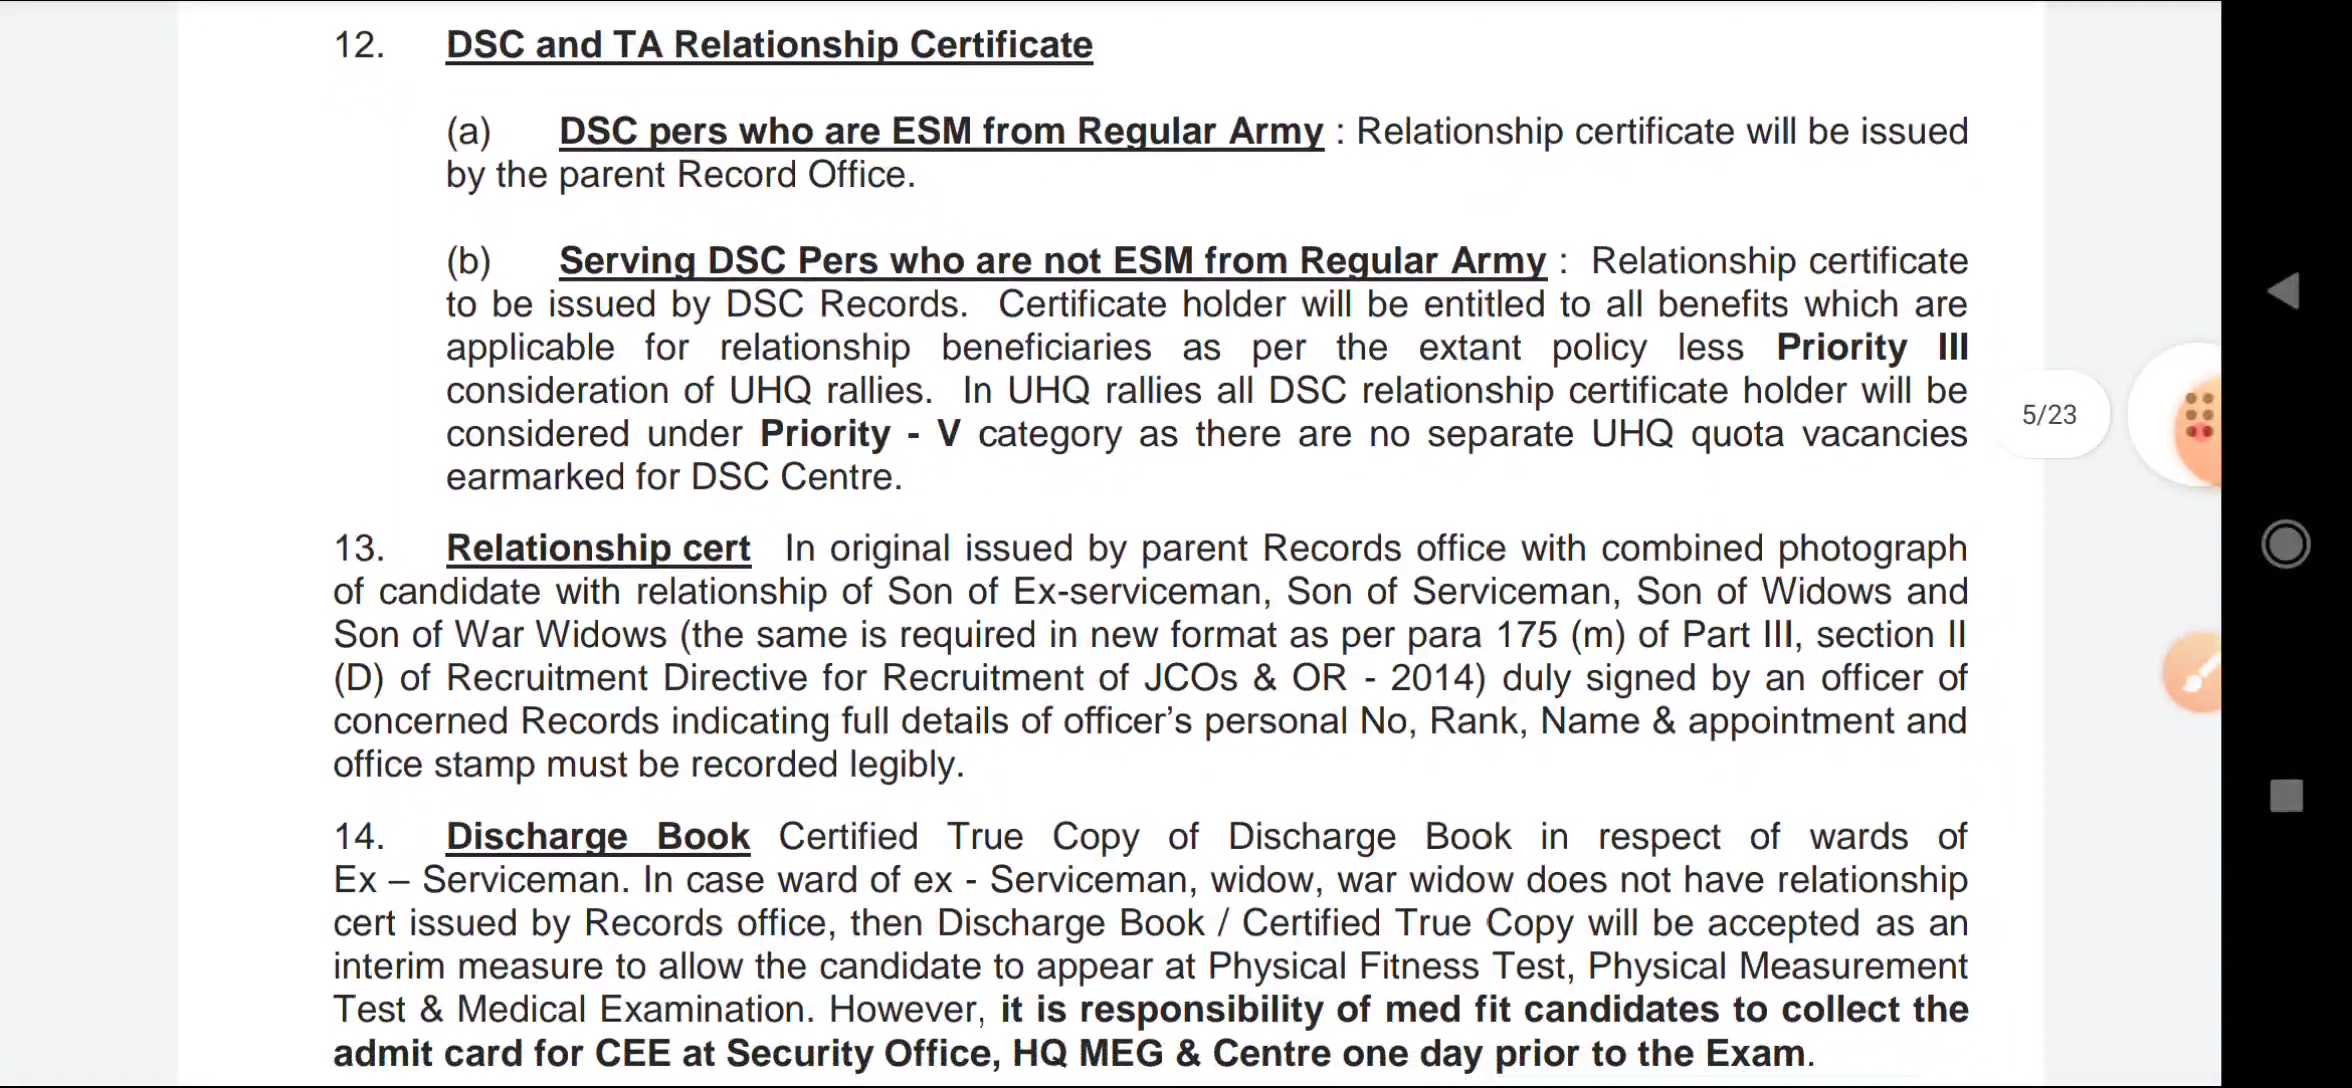 12. DSC and TA Relationship Certificate
(a) DSC pers who are ESM from Regular Army : Relationship certificate will be issued
by the parent Record Office.
(b) Serving DSC Pers who are not ESM from Regular Army : Relationship certificate
to be issued by DSC Records. Certificate holder will be entitled to all benefits which are
applicable for relationship beneficiaries as per the extant policy less Priority III
consideration of UHQ rallies. In UHQ rallies all DSC relationship certificate holder will be
considered under Priority - V category as there are no separate UHQ quota vacancies
earmarked for DSC Centre.
5/23
13. Relationship cert In original issued by parent Records office with combined photograph
of candidate with relationship of Son of Ex-serviceman, Son of Serviceman, Son of Widows and
Son of War Widows (the same is required in new format as per para 175 (m) of Part III, section II
(D) of Recruitment Directive for Recruitment of JCOs & OR - 2014) duly signed by an officer of
concerned Records indicating full details of officer’s personal No, Rank, Name & appointment and
office stamp must be recorded legibly.
14. Discharge Book Certified True Copy of Discharge Book in respect of wards of
Ex – Serviceman. In case ward of ex - Serviceman, widow, war widow does not have relationship
cert issued by Records office, then Discharge Book / Certified True Copy will be accepted as an
interim measure to allow the candidate to appear at Physical Fitness Test, Physical Measurement
Test & Medical Examination. However, it is responsibility of med fit candidates to collect the
admit card for CEE at Security Office, HQ MEG & Centre one day prior to the Exam.